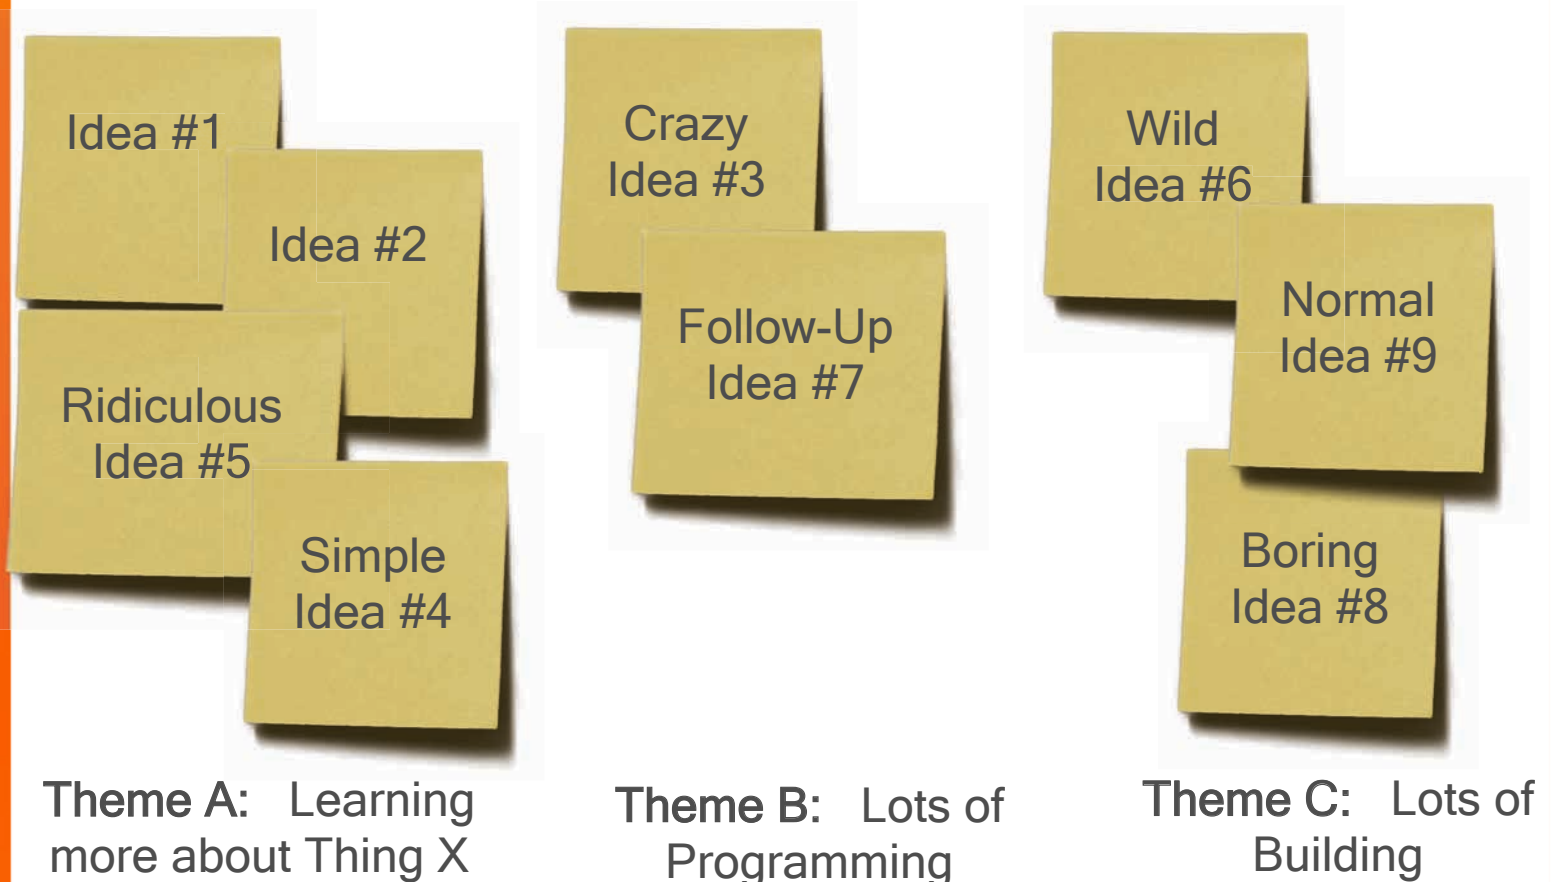 Idea #1
Idea #2
Ridiculous
Idea #5
Simple
Idea #4
Theme A: Learning
more about Thing X
Crazy
Idea #3
Follow-Up
Idea #7
Theme B: Lots of
Programming
Wild
Idea #6
Normal
Idea #9
Boring
Idea #8
Theme C: Lots of
Building